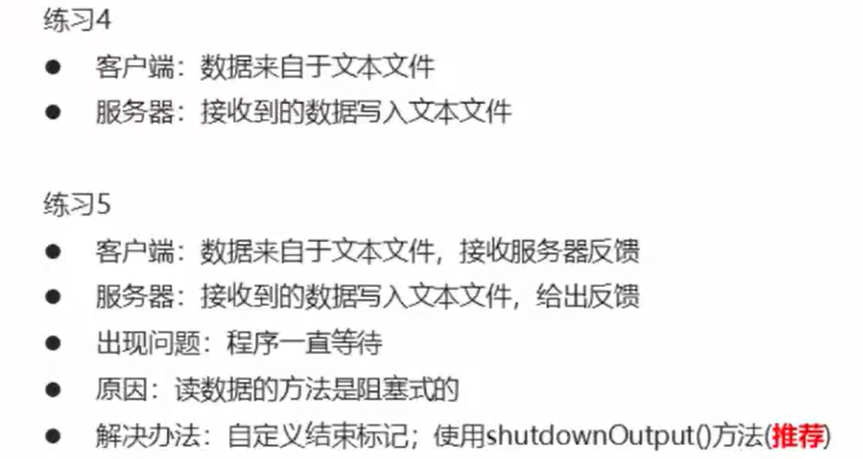 练习4
● 客户端：数据来自于文本文件
● 服务器：接收到的数据写入文本文件
练习5
● 客户端：数据来自于文本文件，接收服务器反馈
● 服务器：接收到的数据写入文本文件，给出反馈
● 出现问题：程序一直等待
● 原因：读数据的方法是阻塞式的
● 解决办法：自定义结束标记；使用shutdownOutput()方法(推荐)